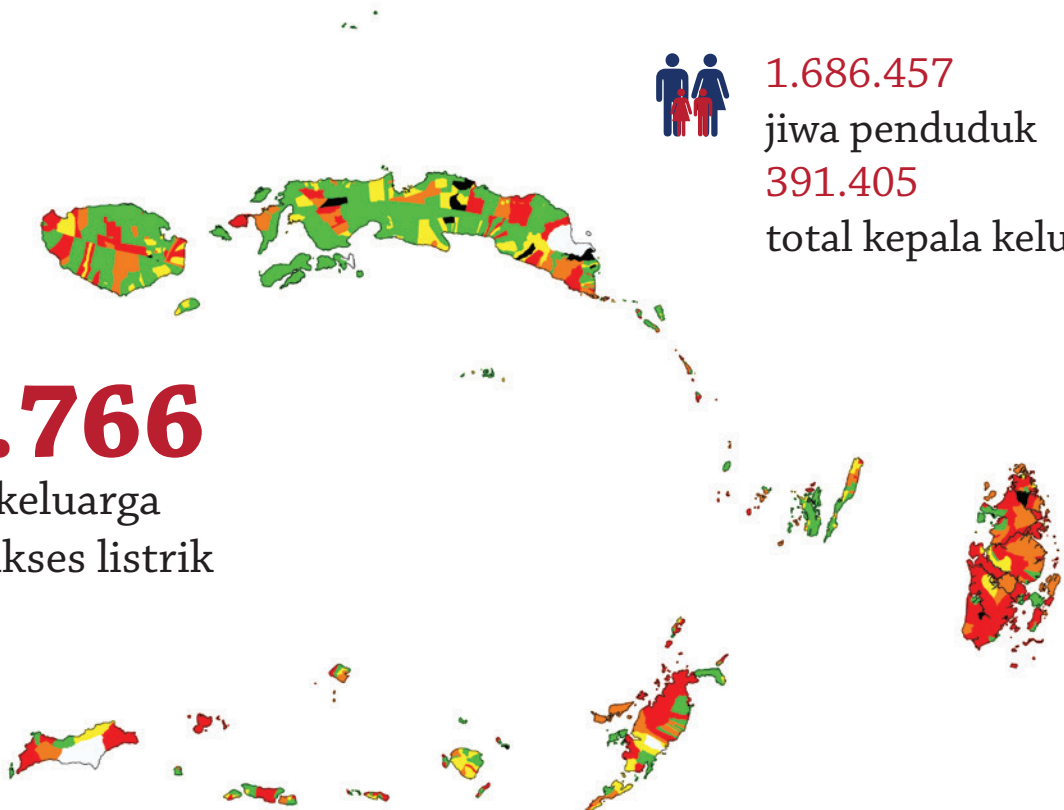 1.686.457
jiwa penduduk
391.405
total kepala kelu
.766
keluarga
kses listrik